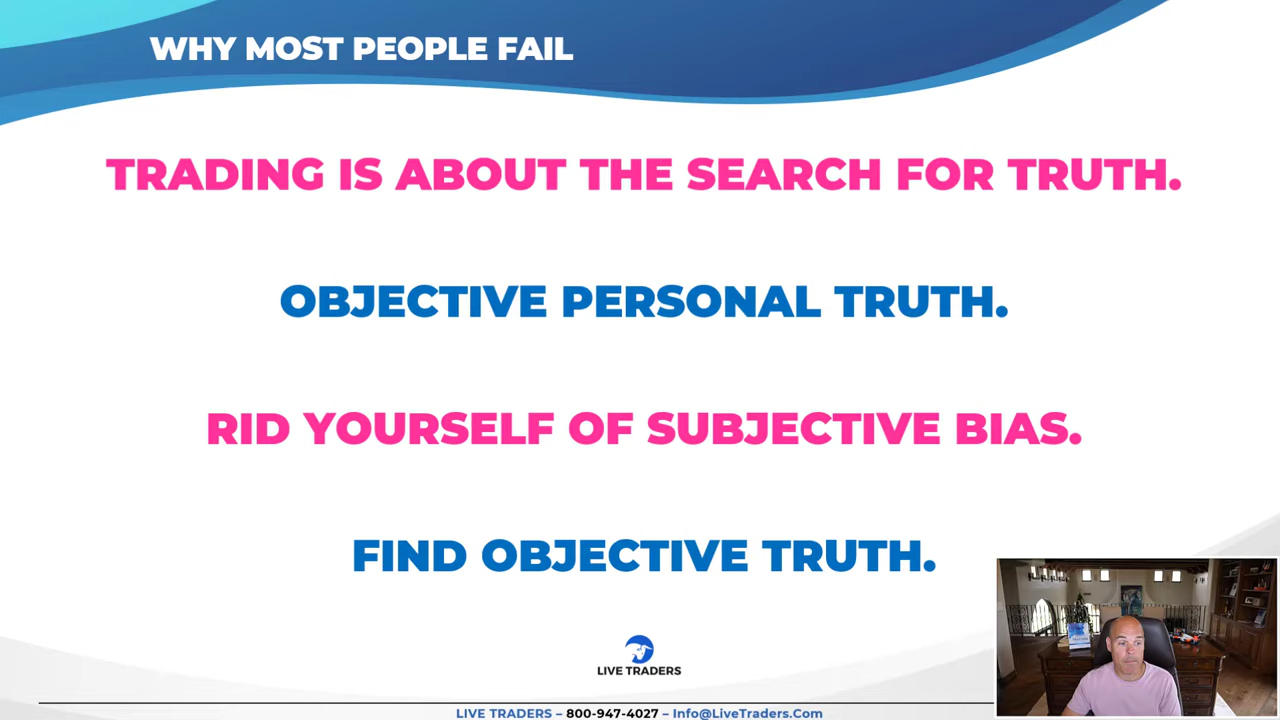 WHY MOST PEOPLE FAIL
TRADING IS ABOUT THE SEARCH FOR TRUTH.
OBJECTIVE PERSONAL TRUTH.
RID YOURSELF OF SUBJECTIVE BIAS.
FIND OBJECTIVE TRUTH.
LIVE TRADERS
LIVE TRADERS – 800-947-4027 – Info@LiveTraders.Com